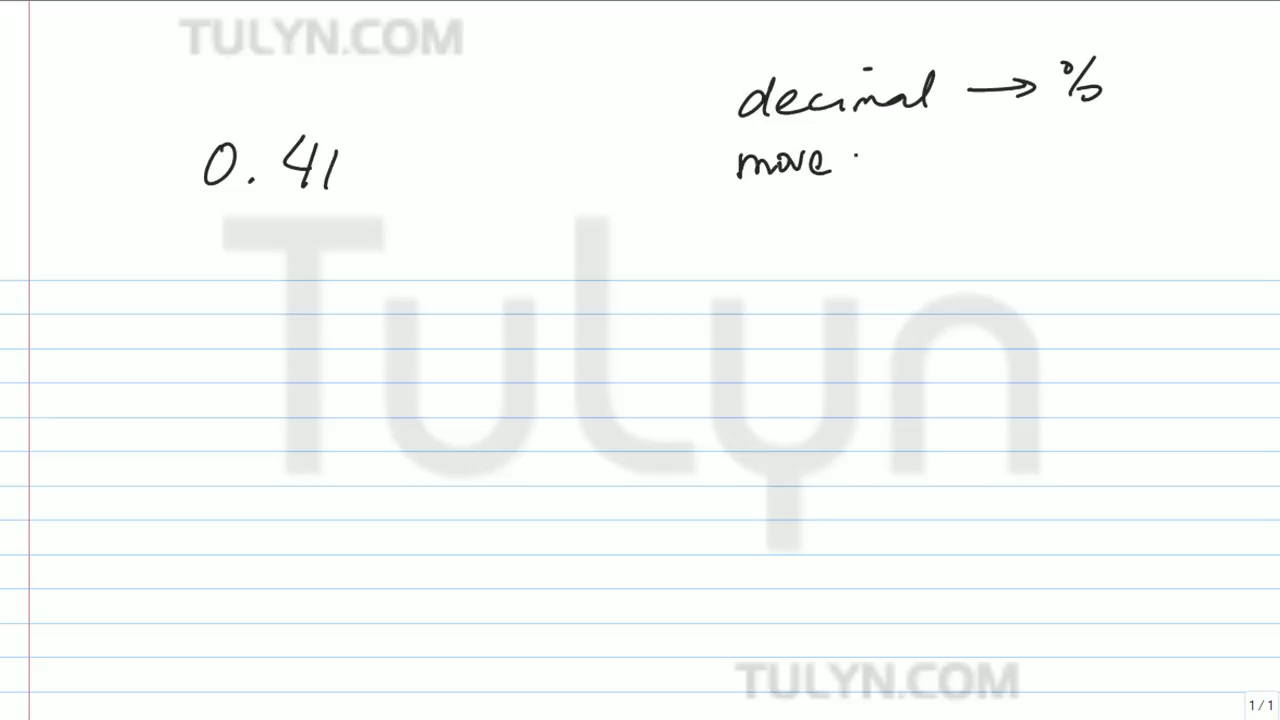 TULYN.COM
decimal → %
0.41
move .
TuLyn
TULYN.COM
1 / 1